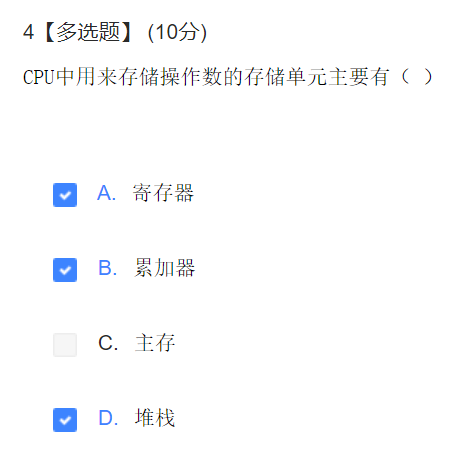 4【多选题】 (10分)
CPU中用来存储操作数的存储单元主要有（ ）
A. 寄存器
B. 累加器
C. 主存
D. 堆栈